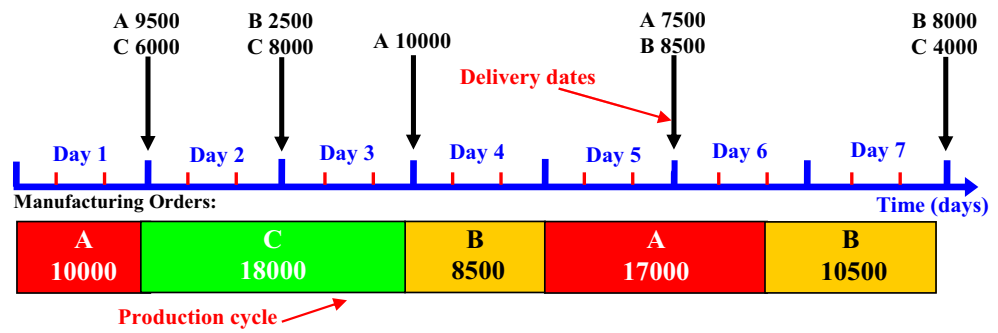 A 9500
C 6000
B 2500
C 8000
A 10000
A 7500
B 8500
B 8000
C 4000
Delivery dates
Day 1
Day 2
Day 3
Day 4
Day 5
Day 6
Day 7
Manufacturing Orders:
Time (days)
A
10000
C
18000
B
8500
A
17000
B
10500
Production cycle